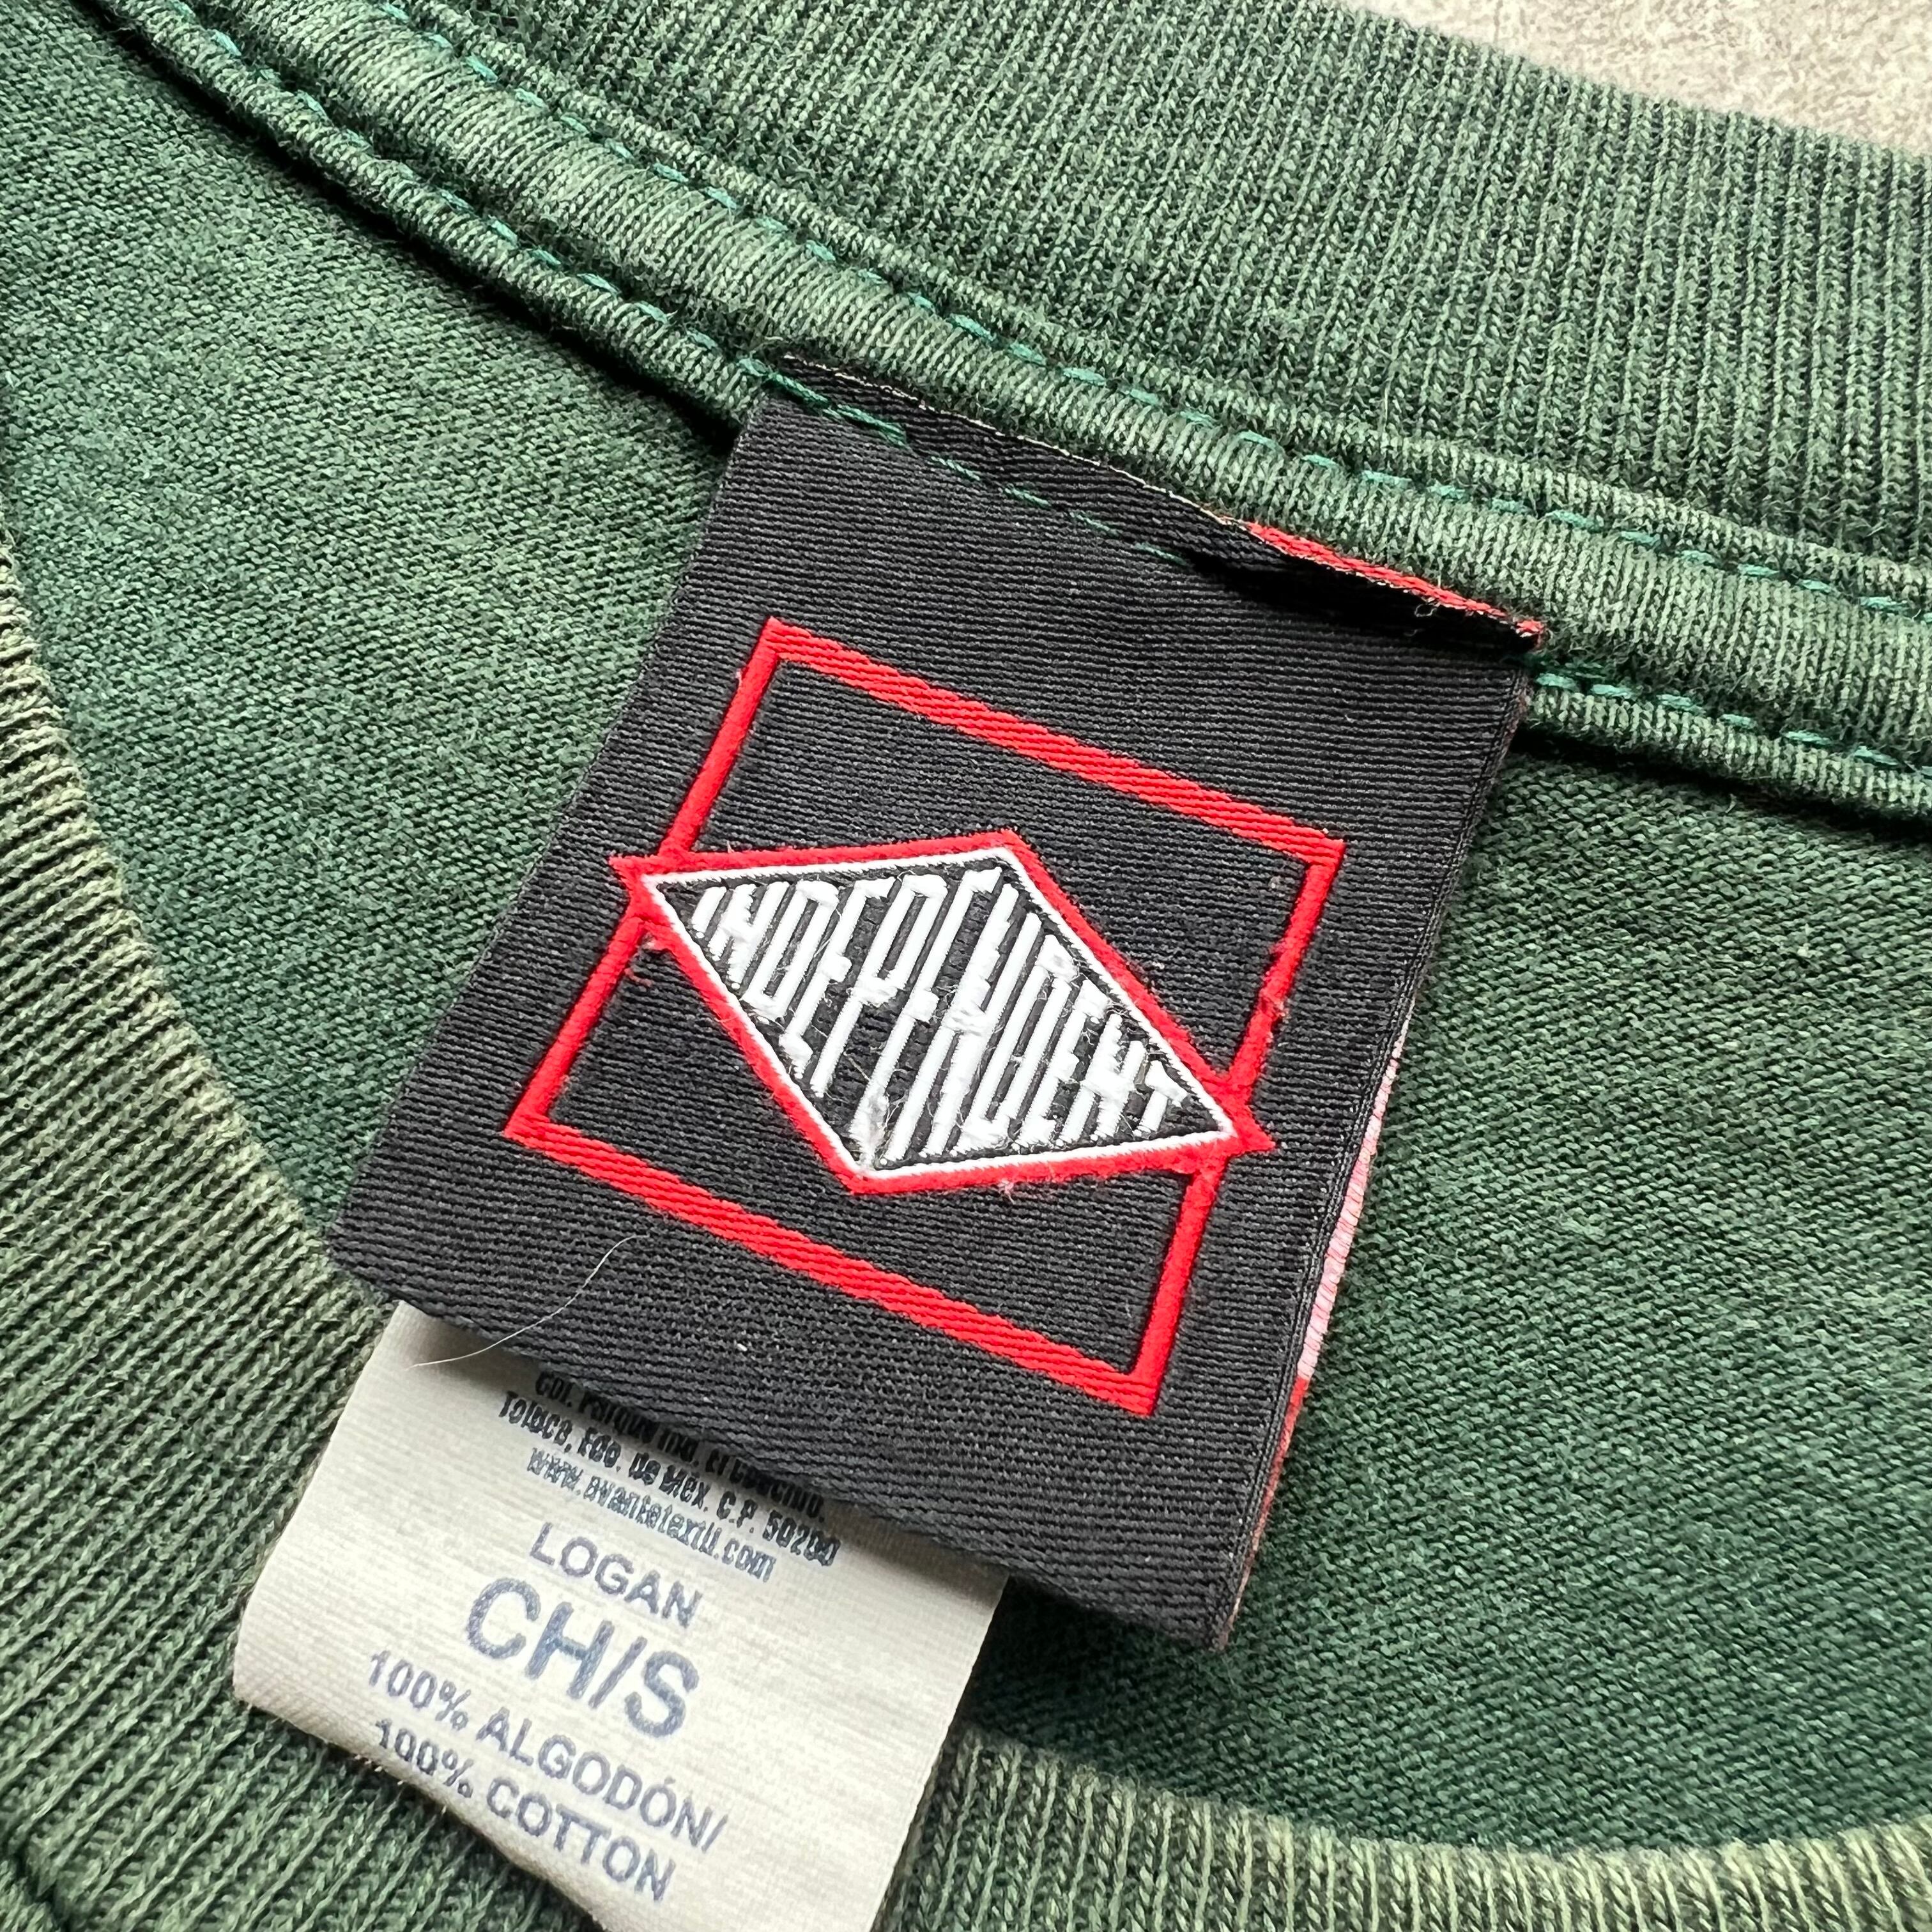 INDEPENDENT
Col. Parque Ind. El Coecillo.
Toluca, Edo. De Mex. C.P. 50200
www.avantetextil.com
LOGAN
CH/S
100% ALGODÓN/
100% COTTON